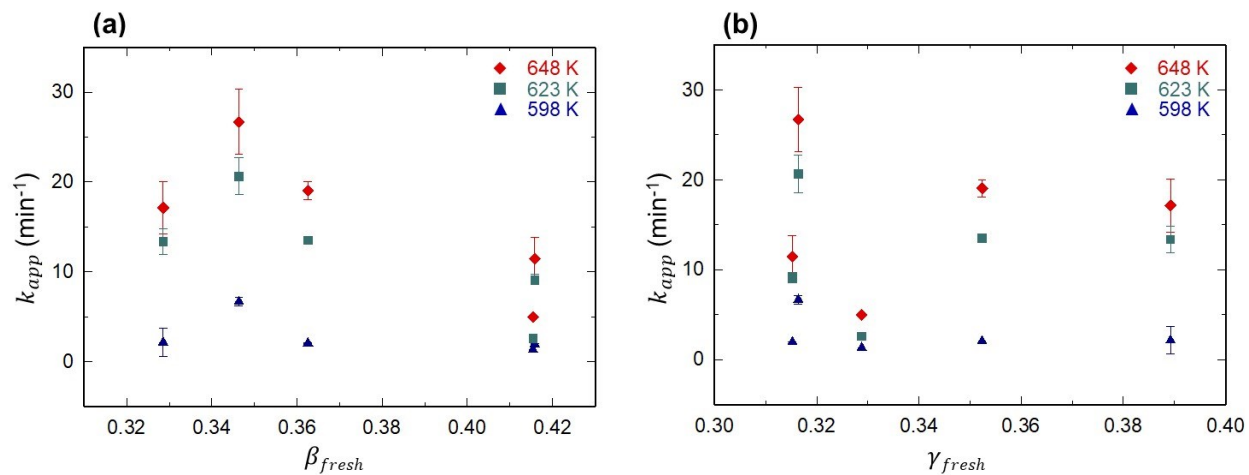 (a)
648 K
623 K
598 K
30
20
10
0
k_app (min⁻¹)
0.32 0.34 0.36 0.38 0.40 0.42
β_fresh
(b)
648 K
623 K
598 K
30
20
10
0
k_app (min⁻¹)
0.30 0.32 0.34 0.36 0.38 0.40
γ_fresh